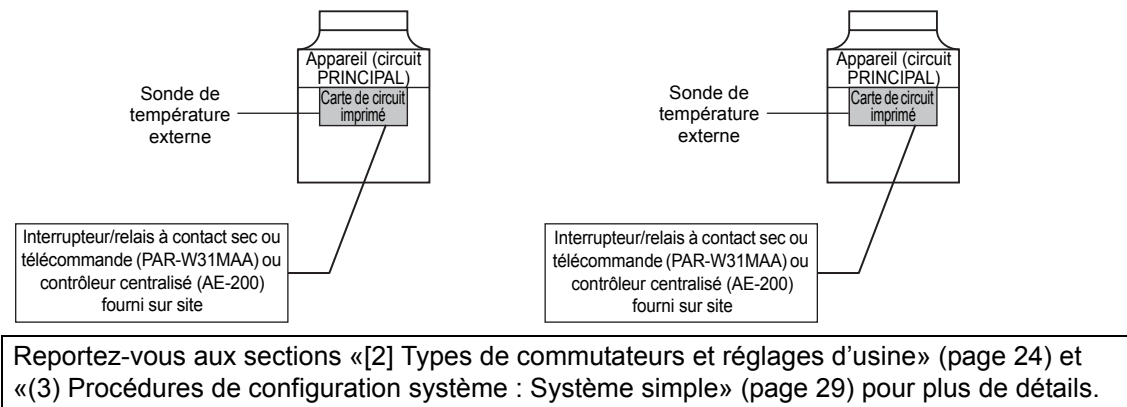 Appareil (circuit
PRINCIPAL)
Carte de circuit
imprimé
Sonde de
température
externe
Interrupteur/relais à contact sec ou
télécommande (PAR-W31MAA) ou
contrôleur centralisé (AE-200)
fourni sur site
Appareil (circuit
PRINCIPAL)
Carte de circuit
imprimé
Sonde de
température
externe
Interrupteur/relais à contact sec ou
télécommande (PAR-W31MAA) ou
contrôleur centralisé (AE-200)
fourni sur site
Reportez-vous aux sections «[2] Types de commutateurs et réglages d'usine» (page 24) et
«(3) Procédures de configuration système : Système simple» (page 29) pour plus de détails.